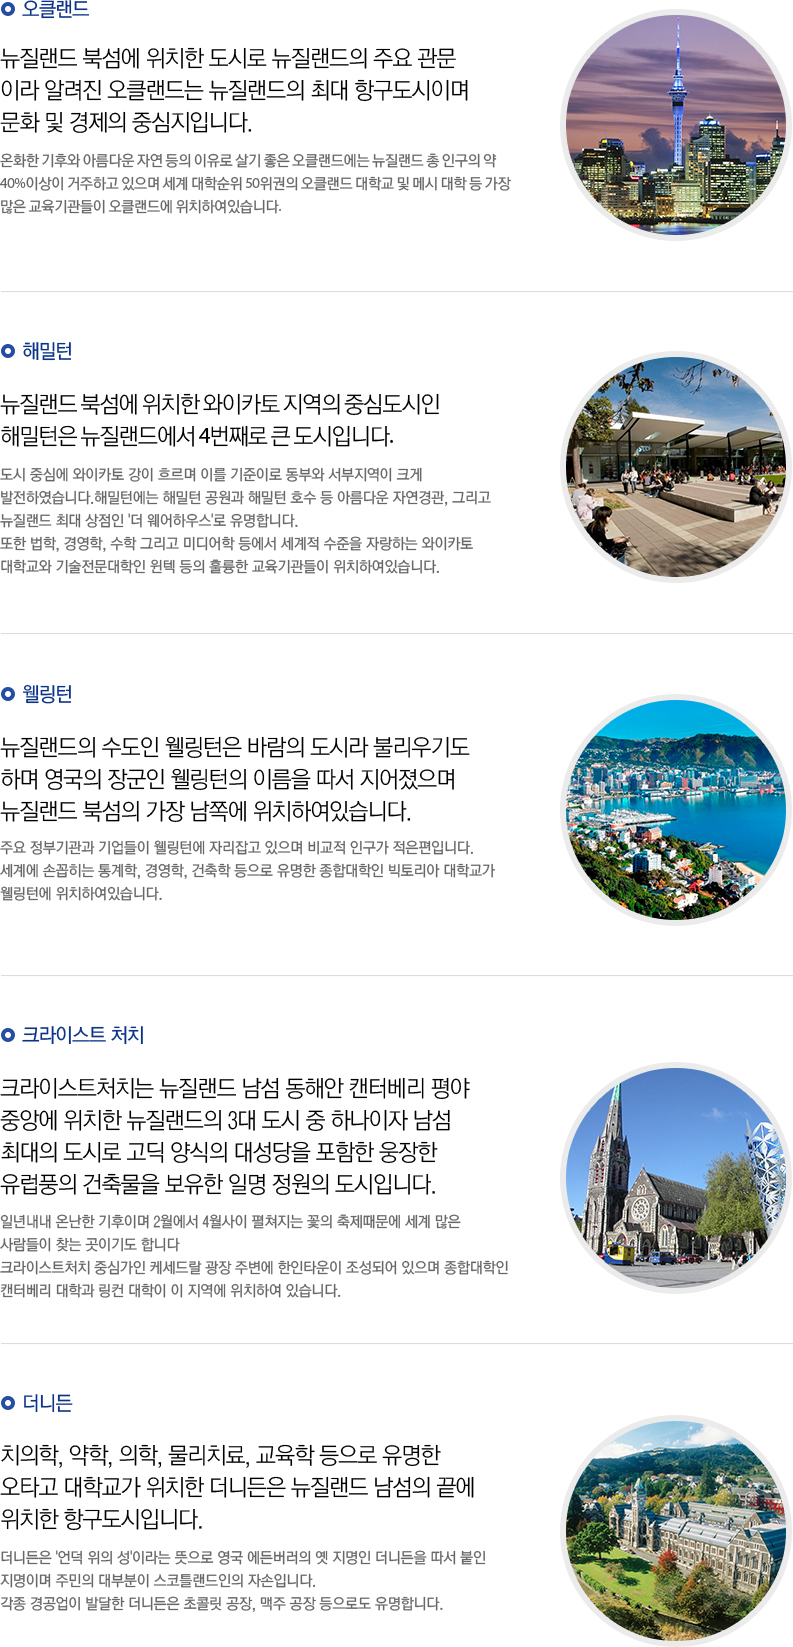 오클랜드
뉴질랜드 북섬에 위치한 도시로 뉴질랜드의 주요 관문
이라 알려진 오클랜드는 뉴질랜드의 최대 항구도시이며
문화 및 경제의 중심지입니다.
온화한 기후와 아름다운 자연 등의 이유로 살기 좋은 오클랜드에는 뉴질랜드 총 인구의 약
40%이상이 거주하고 있으며 세계 대학순위 50위권의 오클랜드 대학교 및 메시 대학 등 가장
많은 교육기관들이 오클랜드에 위치하여있습니다.
해밀턴
뉴질랜드 북섬에 위치한 와이카토 지역의 중심도시인
해밀턴은 뉴질랜드에서 4번째로 큰 도시입니다.
도시 중심에 와이카토 강이 흐르며 이를 기준이로 동부와 서부지역이 크게
발전하였습니다.해밀턴에는 해밀턴 공원과 해밀턴 호수 등 아름다운 자연경관, 그리고
뉴질랜드 최대 상점인 '더 웨어하우스'로 유명합니다.
또한 법학, 경영학, 수학 그리고 미디어학 등에서 세계적 수준을 자랑하는 와이카토
대학교와 기술전문대학인 윈텍 등의 훌륭한 교육기관들이 위치하여있습니다.
웰링턴
뉴질랜드의 수도인 웰링턴은 바람의 도시라 불리우기도
하며 영국의 장군인 웰링턴의 이름을 따서 지어졌으며
뉴질랜드 북섬의 가장 남쪽에 위치하여있습니다.
주요 정부기관과 기업들이 웰링턴에 자리잡고 있으며 비교적 인구가 적은편입니다.
세계에 손꼽히는 통계학, 경영학, 건축학 등으로 유명한 종합대학인 빅토리아 대학교가
웰링턴에 위치하여있습니다.
크라이스트 처치
크라이스트처치는 뉴질랜드 남섬 동해안 캔터베리 평야
중앙에 위치한 뉴질랜드의 3대 도시 중 하나이자 남섬
최대의 도시로 고딕 양식의 대성당을 포함한 웅장한
유럽풍의 건축물을 보유한 일명 정원의 도시입니다.
일년내내 온난한 기후이며 2월에서 4월사이 펼쳐지는 꽃의 축제때문에 세계 많은
사람들이 찾는 곳이기도 합니다
크라이스트처치 중심가인 케세드랄 광장 주변에 한인타운이 조성되어 있으며 종합대학인
캔터베리 대학과 링컨 대학이 이 지역에 위치하여 있습니다.
더니든
치의학, 약학, 의학, 물리치료, 교육학 등으로 유명한
오타고 대학교가 위치한 더니든은 뉴질랜드 남섬의 끝에
위치한 항구도시입니다.
더니든은 '언덕 위의 성'이라는 뜻으로 영국 에든버러의 옛 지명인 더니든을 따서 붙인
지명이며 주민의 대부분이 스코틀랜드인의 자손입니다.
각종 경공업이 발달한 더니든은 초콜릿 공장, 맥주 공장 등으로도 유명합니다.